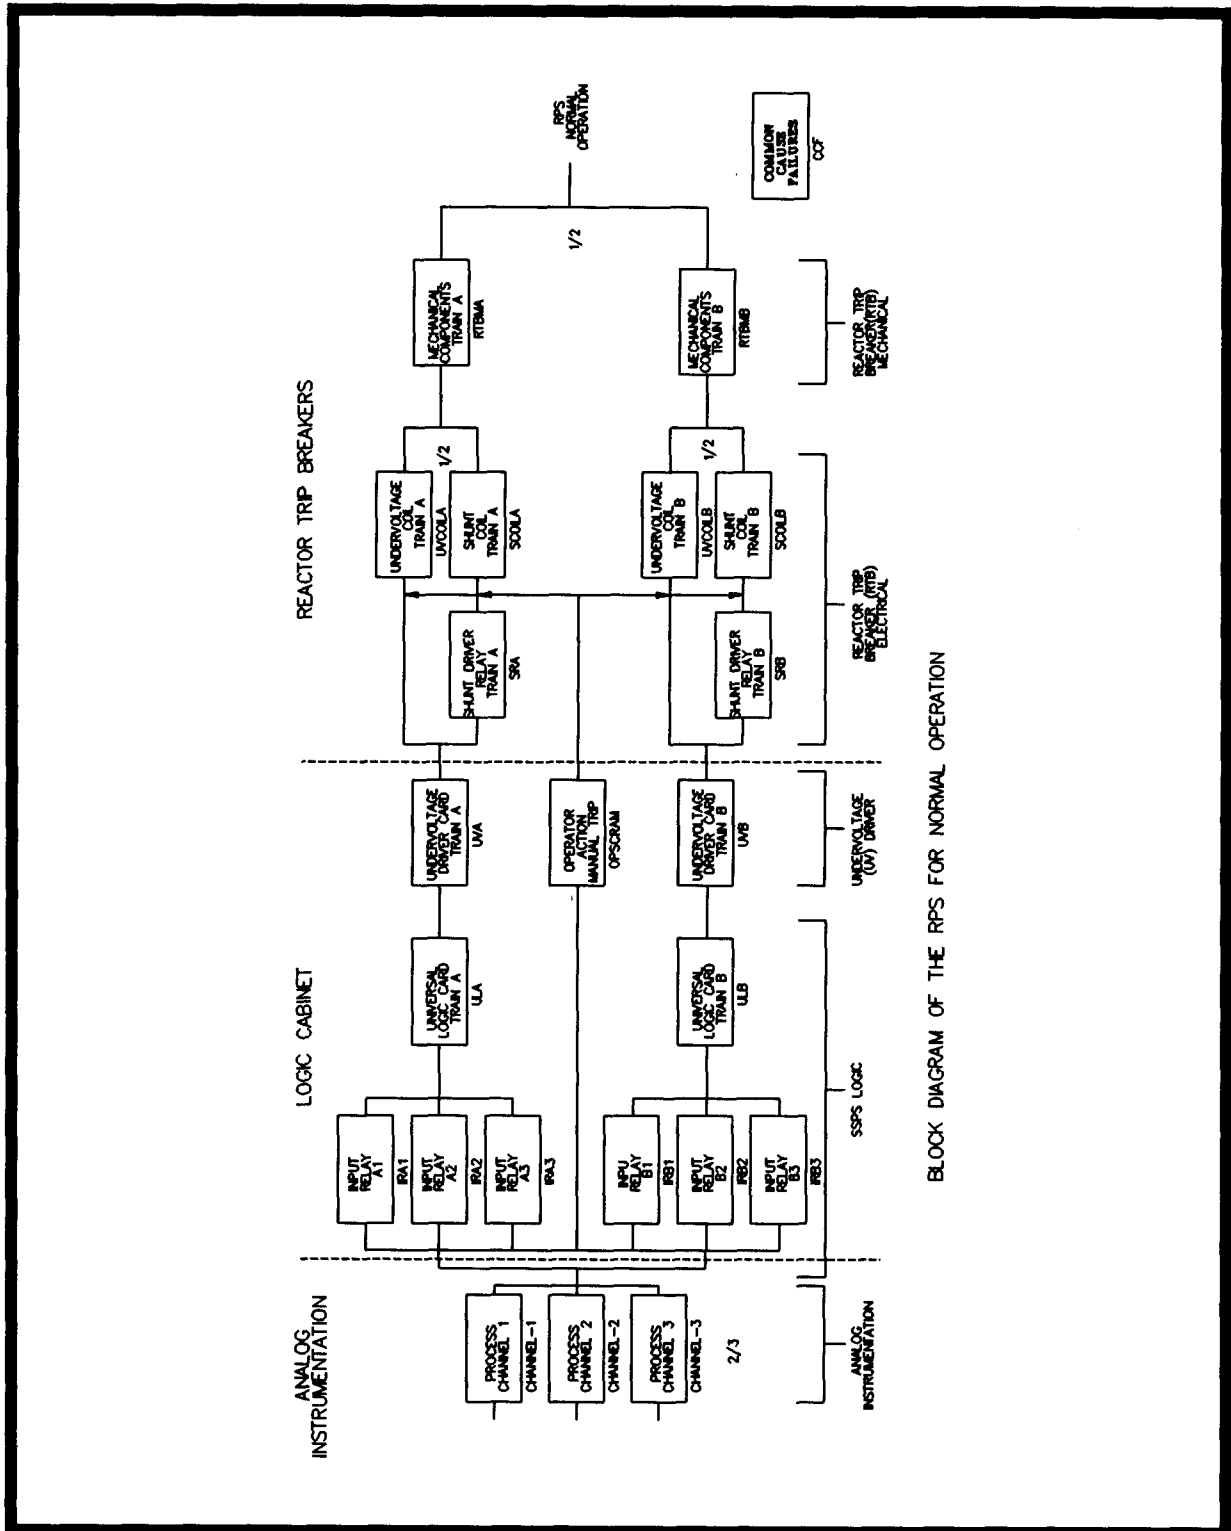 ANALOG
INSTRUMENTATION
LOGIC CABINET
REACTOR TRIP BREAKERS
PROCESS
CHANNEL 1
CHANNEL-1
PROCESS
CHANNEL 2
CHANNEL-2
PROCESS
CHANNEL 3
CHANNEL-3
2/3
INPUT
RELAY
A1
IRA1
INPUT
RELAY
A2
IRA2
INPUT
RELAY
A3
IRA3
INPU
RELAY
B1
IRB1
INPUT
RELAY
B2
IRB2
INPUT
RELAY
B3
IRB3
UNIVERSAL
LOGIC CARD
TRAIN A
ULA
UNIVERSAL
LOGIC CARD
TRAIN B
ULB
UNDERVOLTAGE
DRIVER CARD
TRAIN A
UVA
OPERATOR
ACTION
MANUAL TRIP
OPSCRAM
UNDERVOLTAGE
DRIVER CARD
TRAIN B
UVB
SHUNT DRIVER
RELAY
TRAIN A
SRA
SHUNT DRIVER
RELAY
TRAIN B
SRB
UNDERVOLTAGE
COIL
TRAIN A
UVCOILA
SHUNT
COIL
TRAIN A
SCOILA
1/2
UNDERVOLTAGE
COIL
TRAIN B
UVCOILB
SHUNT
COIL
TRAIN B
SCOILB
1/2
MECHANICAL
COMPONENTS
TRAIN A
RTBMA
MECHANICAL
COMPONENTS
TRAIN B
RTBMB
1/2
RPS
NORMAL
OPERATION
COMMON
CAUSE
FAILURES
CCF
ANALOG
INSTRUMENTATION
SSPS LOGIC
UNDERVOLTAGE
(UV) DRIVER
REACTOR TRIP
BREAKER (RTB)
ELECTRICAL
REACTOR TRIP
BREAKER(RTB)
MECHANICAL
BLOCK DIAGRAM OF THE RPS FOR NORMAL OPERATION